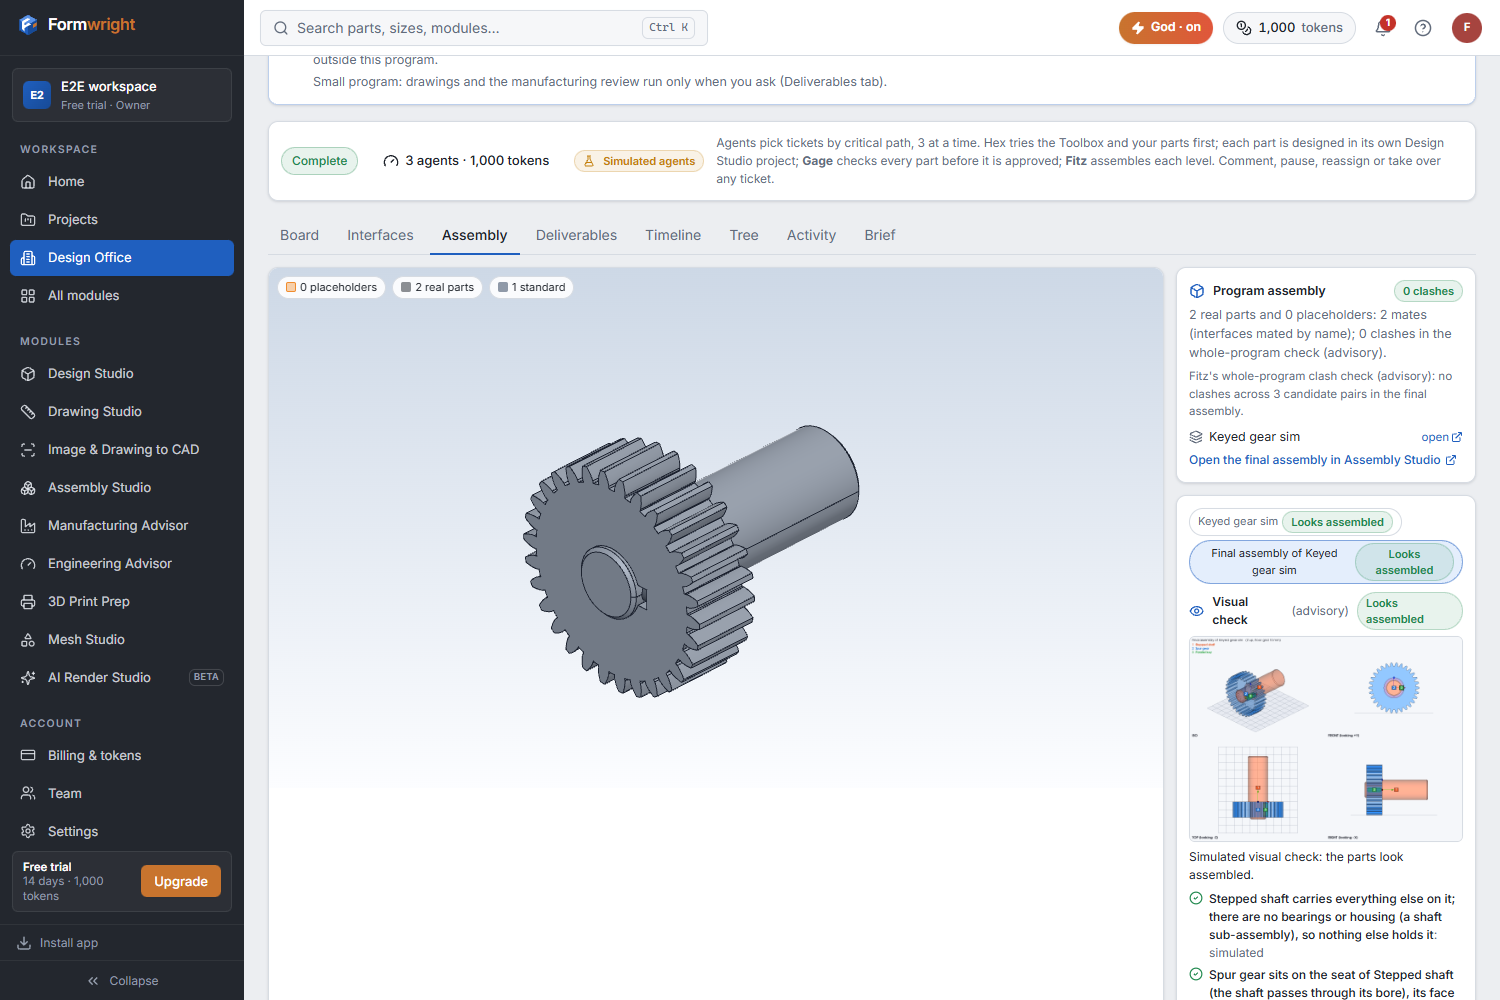 Formwright
Search parts, sizes, modules...
Ctrl K
God · on
1,000 tokens
1
F
E2
E2E workspace
Free trial · Owner
WORKSPACE
Home
Projects
Design Office
All modules
MODULES
Design Studio
Drawing Studio
Image & Drawing to CAD
Assembly Studio
Manufacturing Advisor
Engineering Advisor
3D Print Prep
Mesh Studio
AI Render Studio
BETA
ACCOUNT
Billing & tokens
Team
Settings
Free trial
14 days · 1,000
tokens
Upgrade
Install app
Collapse
outside this program.
Small program: drawings and the manufacturing review run only when you ask (Deliverables tab).
Complete
3 agents · 1,000 tokens
Simulated agents
Agents pick tickets by critical path, 3 at a time. Hex tries the Toolbox and your parts first; each part is designed in its own Design
Studio project; Gage checks every part before it is approved; Fitz assembles each level. Comment, pause, reassign or take over
any ticket.
Board
Interfaces
Assembly
Deliverables
Timeline
Tree
Activity
Brief
0 placeholders
2 real parts
1 standard
Program assembly
0 clashes
2 real parts and 0 placeholders: 2 mates
(interfaces mated by name); 0 clashes in the
whole-program check (advisory).
Fitz's whole-program clash check (advisory): no
clashes across 3 candidate pairs in the final
assembly.
Keyed gear sim
open
Open the final assembly in Assembly Studio
Keyed gear sim
Looks assembled
Final assembly of Keyed
gear sim
Looks
assembled
Visual
check
(advisory)
Looks
assembled
Simulated visual check: the parts look
assembled.
Stepped shaft carries everything else on it;
there are no bearings or housing (a shaft
sub-assembly), so nothing else holds it:
simulated
Spur gear sits on the seat of Stepped shaft
(the shaft passes through its bore), its face